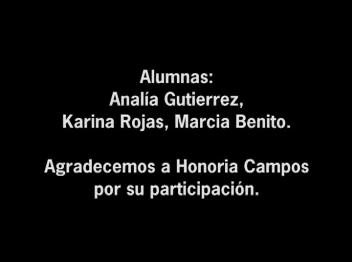 Alumnas:
Analía Gutierrez,
Karina Rojas, Marcia Benito.
Agradecemos a Honoria Campos
por su participación.